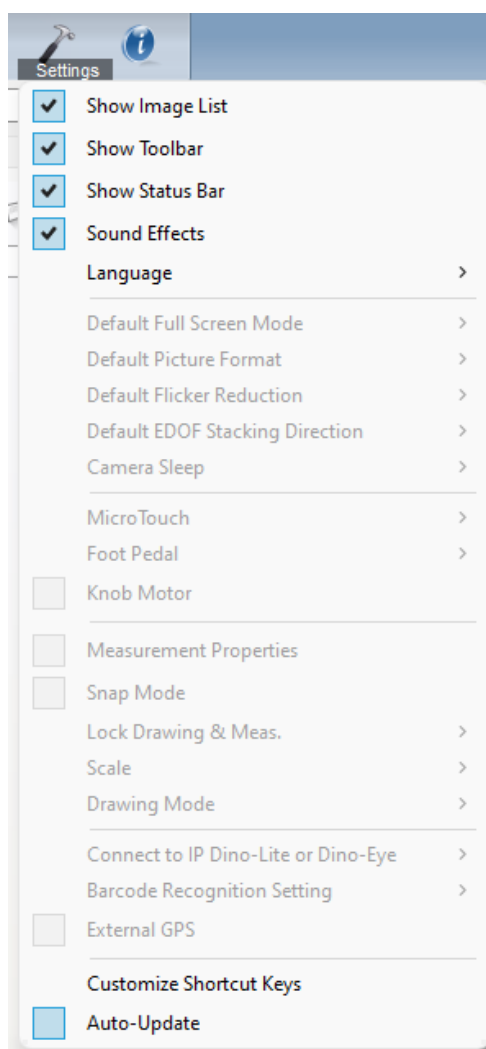 Settings
Show Image List
Show Toolbar
Show Status Bar
Sound Effects
Language
Default Full Screen Mode
Default Picture Format
Default Flicker Reduction
Default EDOF Stacking Direction
Camera Sleep
MicroTouch
Foot Pedal
Knob Motor
Measurement Properties
Snap Mode
Lock Drawing & Meas.
Scale
Drawing Mode
Connect to IP Dino-Lite or Dino-Eye
Barcode Recognition Setting
External GPS
Customize Shortcut Keys
Auto-Update